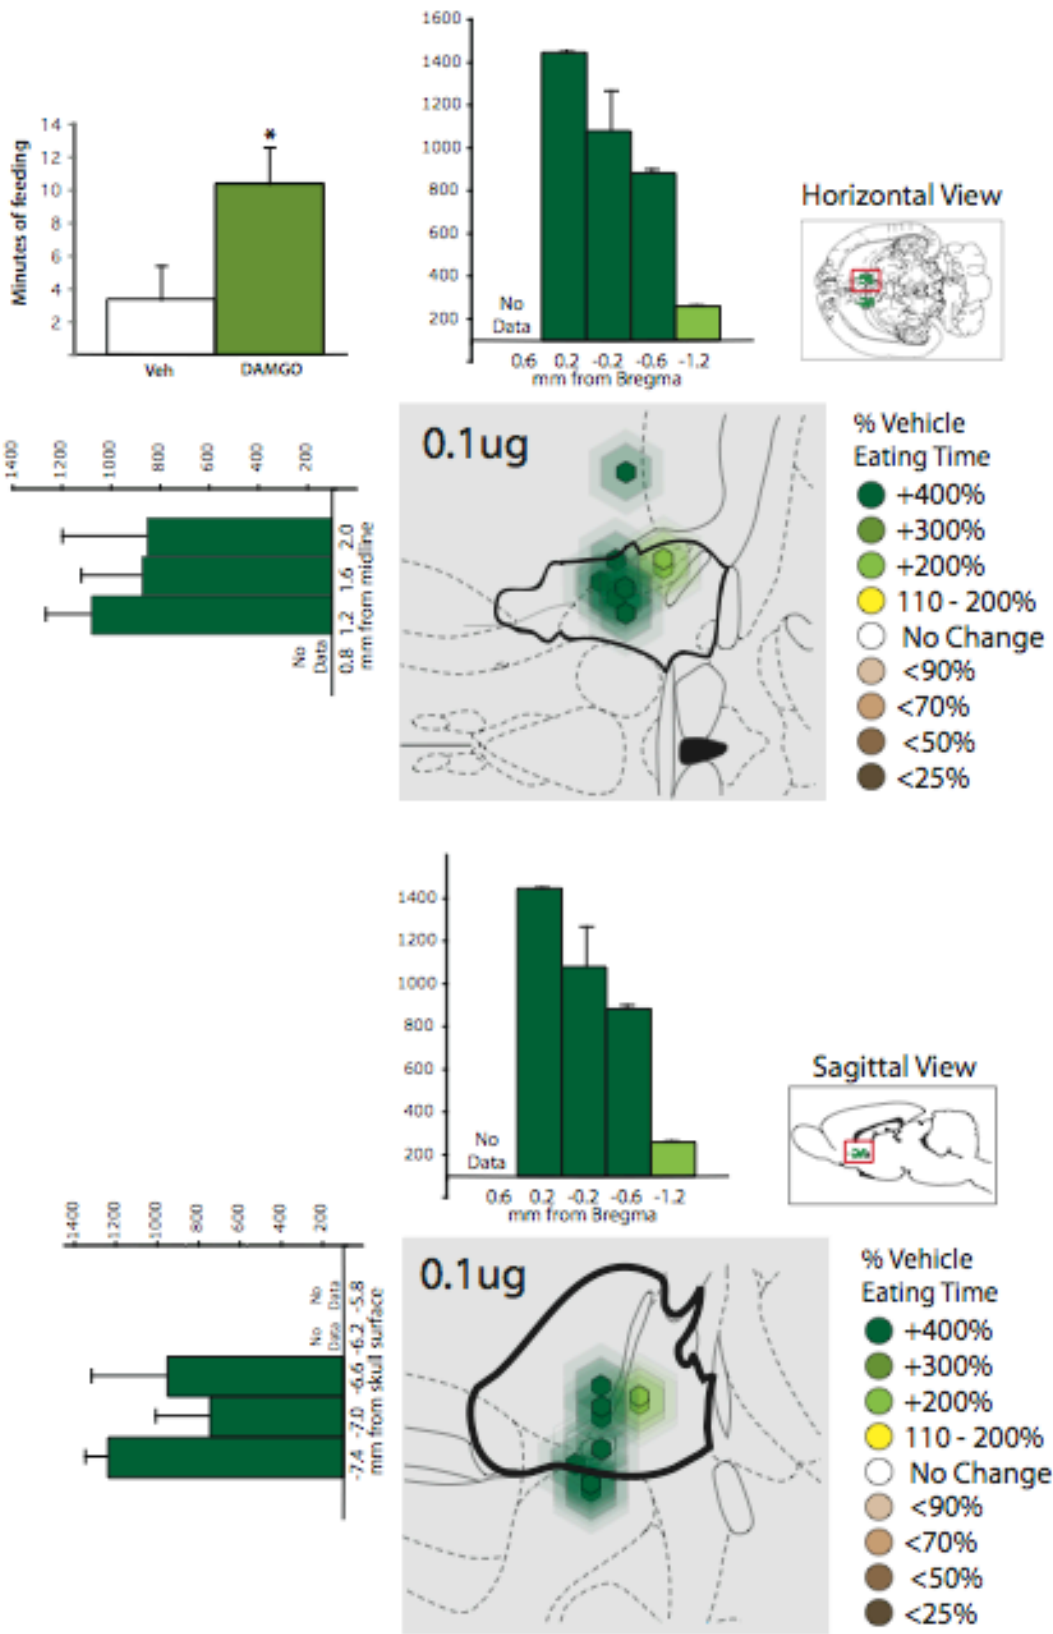 Minutes of feeding
14
12
10
8
6
4
2
*
Veh
DAMGO
1600
1400
1200
1000
800
600
400
200
No
Data
0.6 0.2 -0.2 -0.6 -1.2
mm from Bregma
Horizontal View
1400 1200 1000 800 600 400 200
2.0
1.6
1.2
0.8
No
Data
mm from midline
0.1ug
% Vehicle
Eating Time
+400%
+300%
+200%
110 - 200%
No Change
<90%
<70%
<50%
<25%
1400
1200
1000
800
600
400
200
No
Data
0.6 0.2 -0.2 -0.6 -1.2
mm from Bregma
Sagittal View
1400 1200 1000 800 600 400 200
No
Data
-5.8
No
Data
-6.2
-6.6
-7.0
-7.4
mm from skull surface
0.1ug
% Vehicle
Eating Time
+400%
+300%
+200%
110 - 200%
No Change
<90%
<70%
<50%
<25%